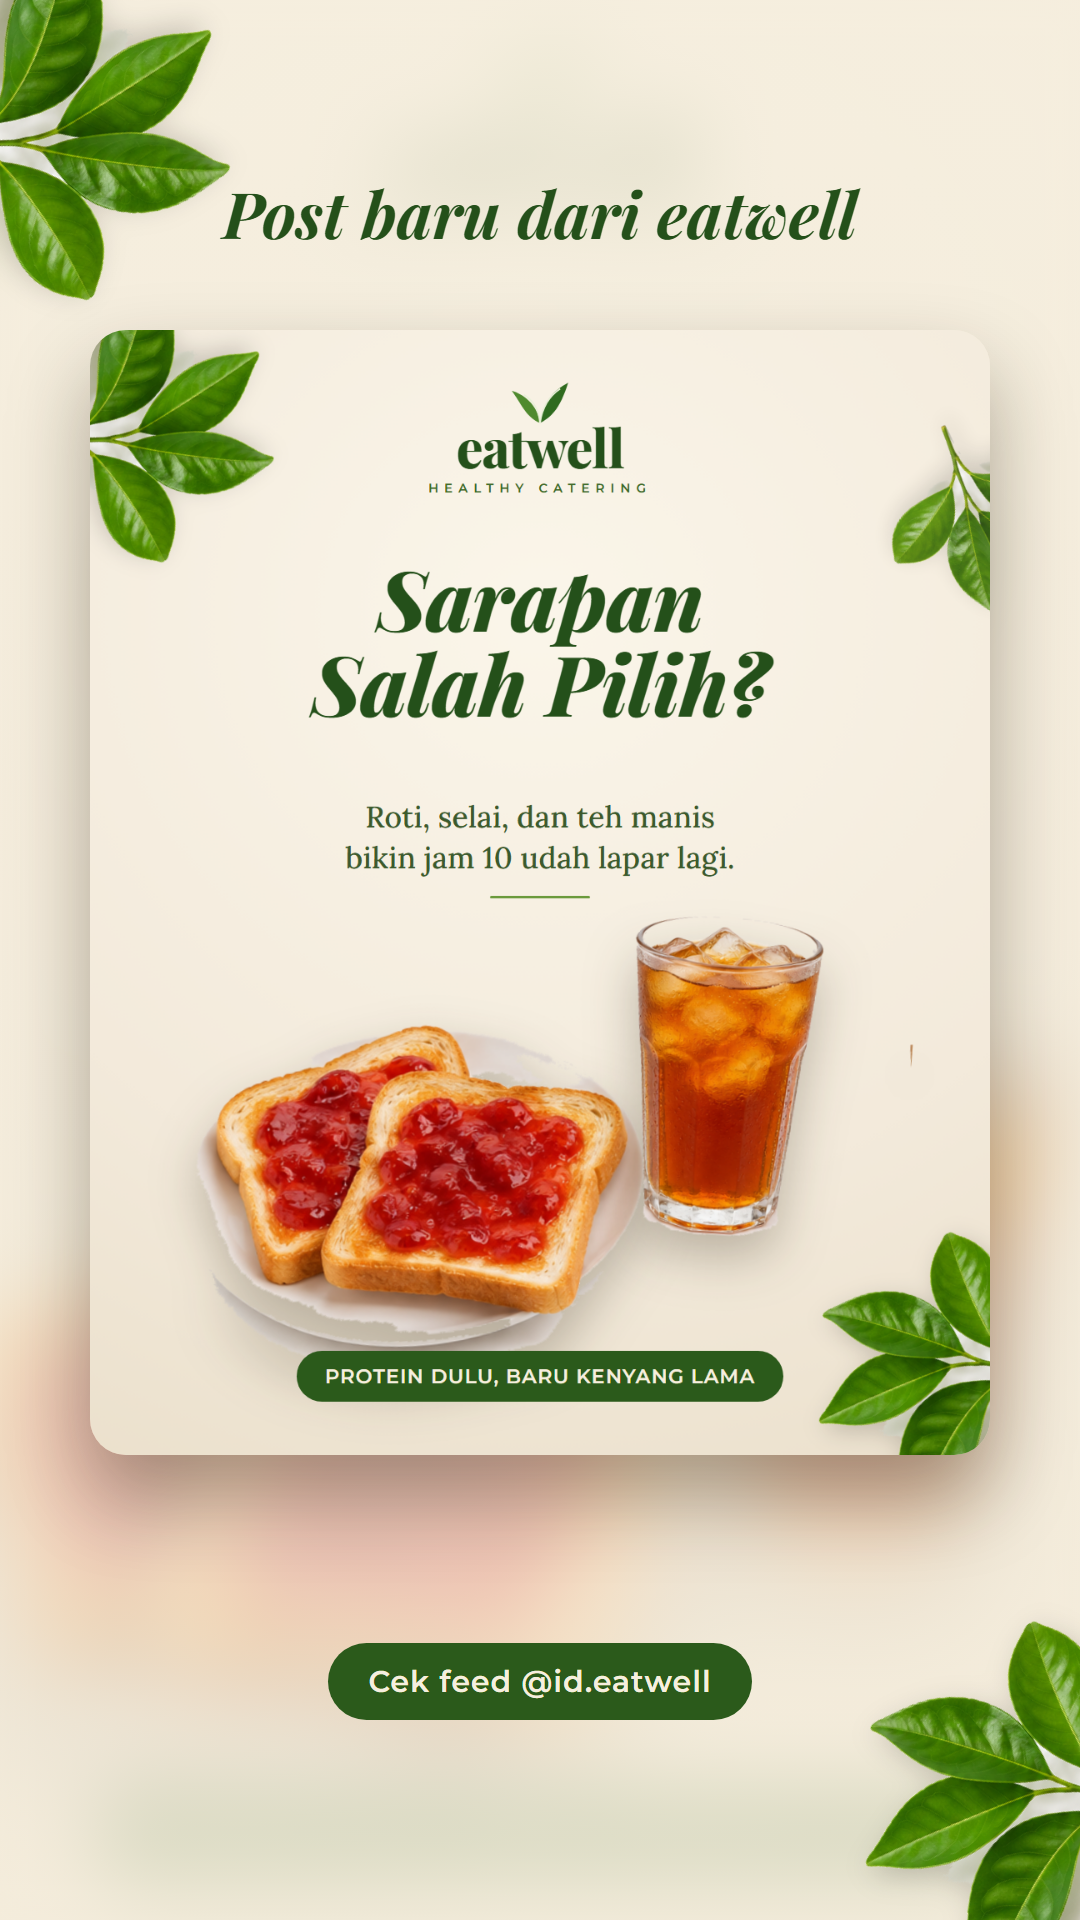 Post baru dari eatwell
eatwell
HEALTHY CATERING
Sarapan
Salah Pilih?
Roti, selai, dan teh manis
bikin jam 10 udah lapar lagi.
PROTEIN DULU, BARU KENYANG LAMA
Cek feed @id.eatwell